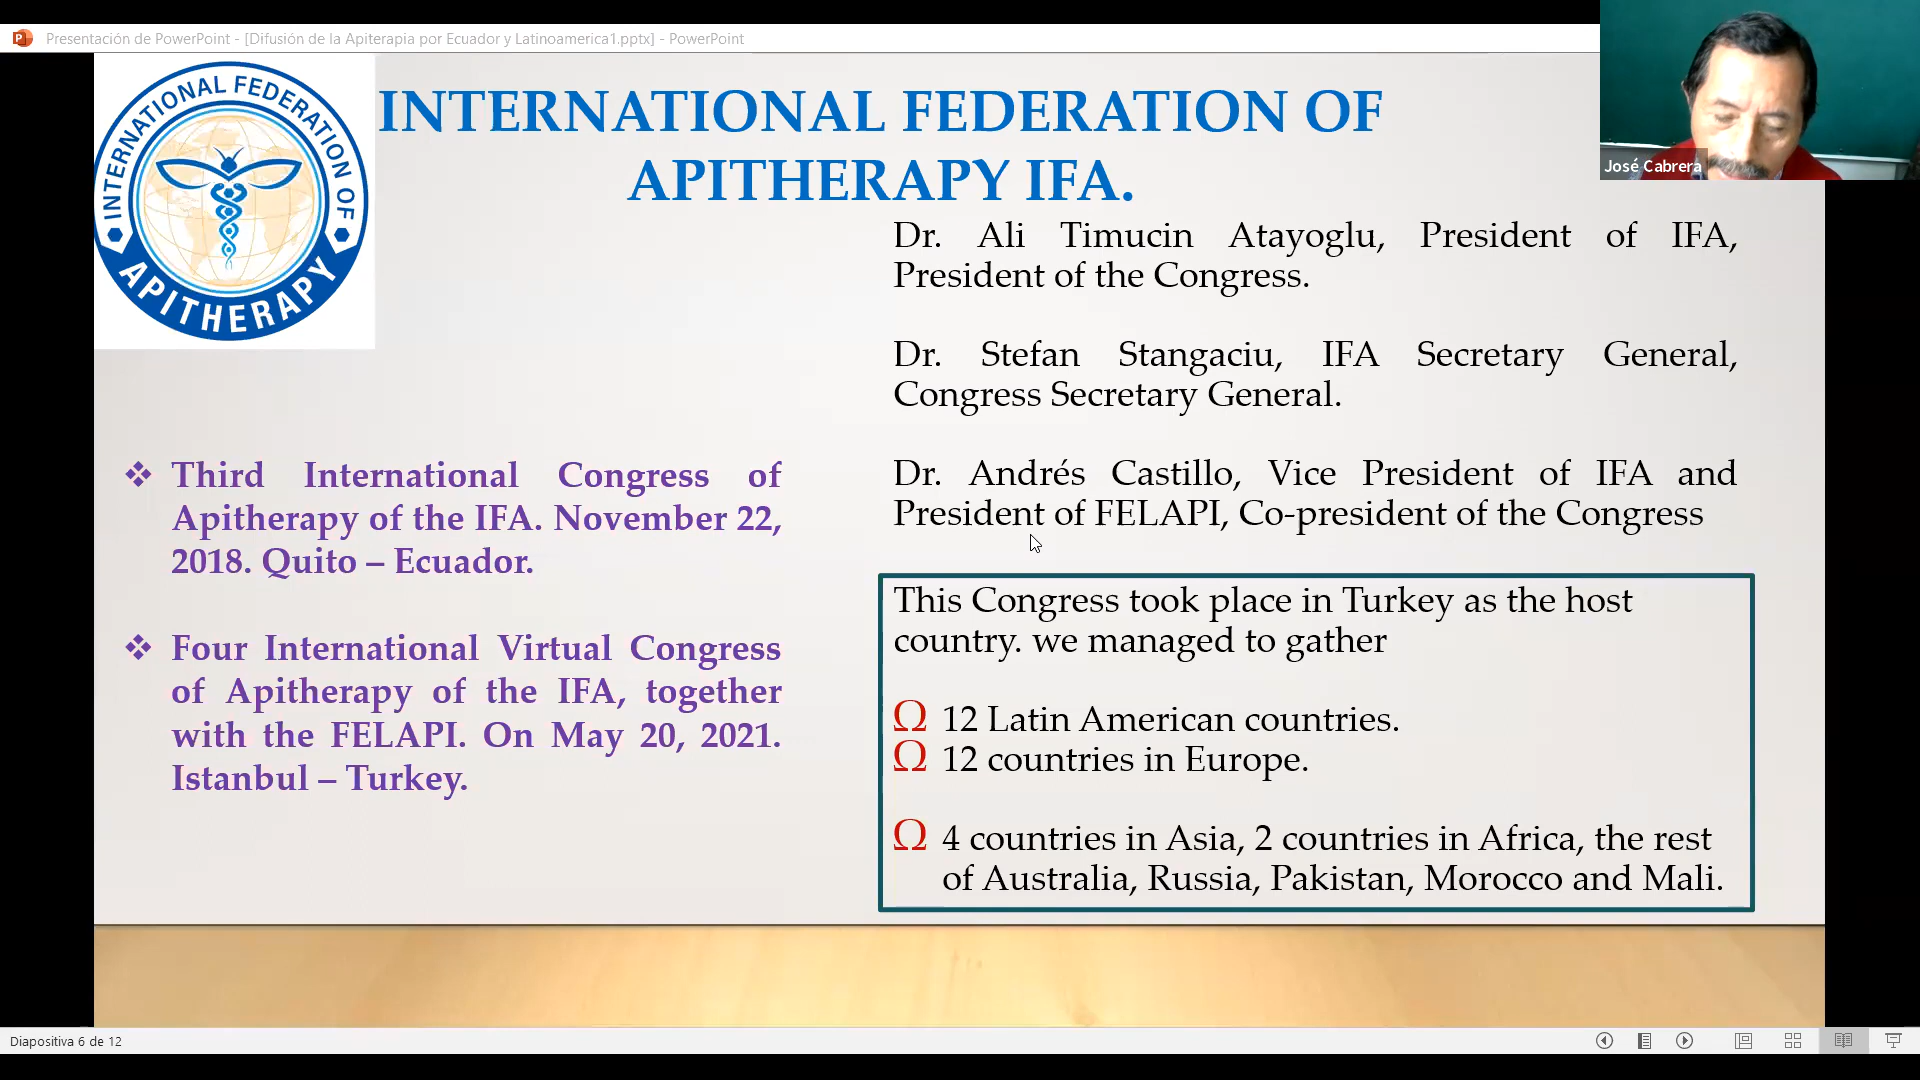 Presentación de PowerPoint - [Difusión de la Apiterapia por Ecuador y Latinoamerica1.pptx] - PowerPoint
INTERNATIONAL FEDERATION OF
APITHERAPY
INTERNATIONAL FEDERATION OF
APITHERAPY IFA.
José Cabrera
Dr. Ali Timucin Atayoglu, President of IFA,
President of the Congress.
Dr. Stefan Stangaciu, IFA Secretary General,
Congress Secretary General.
Dr. Andrés Castillo, Vice President of IFA and
President of FELAPI, Co-president of the Congress
❖ Third International Congress of
Apitherapy of the IFA. November 22,
2018. Quito – Ecuador.
❖ Four International Virtual Congress
of Apitherapy of the IFA, together
with the FELAPI. On May 20, 2021.
Istanbul – Turkey.
This Congress took place in Turkey as the host
country. we managed to gather
Ω 12 Latin American countries.
Ω 12 countries in Europe.
Ω 4 countries in Asia, 2 countries in Africa, the rest
of Australia, Russia, Pakistan, Morocco and Mali.
Diapositiva 6 de 12